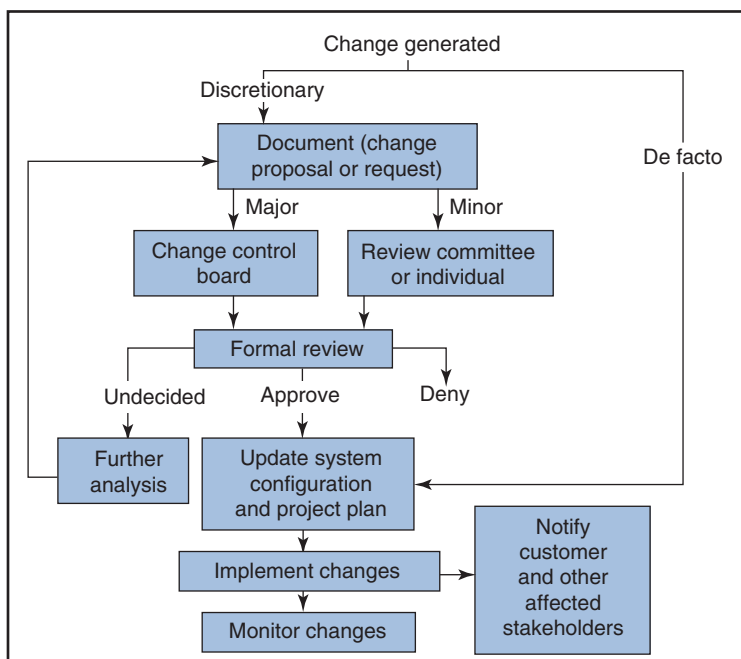 Change generated
Discretionary
De facto
Document (change
proposal or request)
Major
Minor
Change control
board
Review committee
or individual
Formal review
Undecided
Approve
Deny
Further
analysis
Update system
configuration
and project plan
Notify
customer
and other
affected
stakeholders
Implement changes
Monitor changes